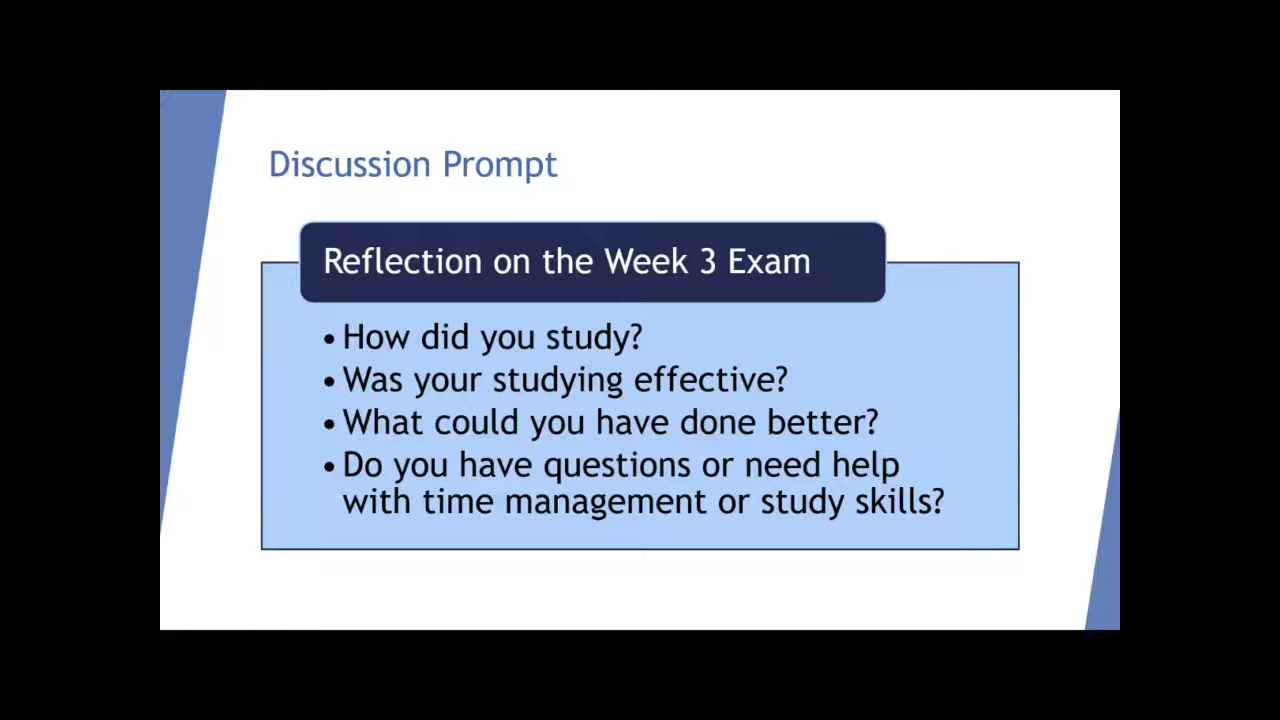 Discussion Prompt
Reflection on the Week 3 Exam
• How did you study?
• Was your studying effective?
• What could you have done better?
• Do you have questions or need help
with time management or study skills?